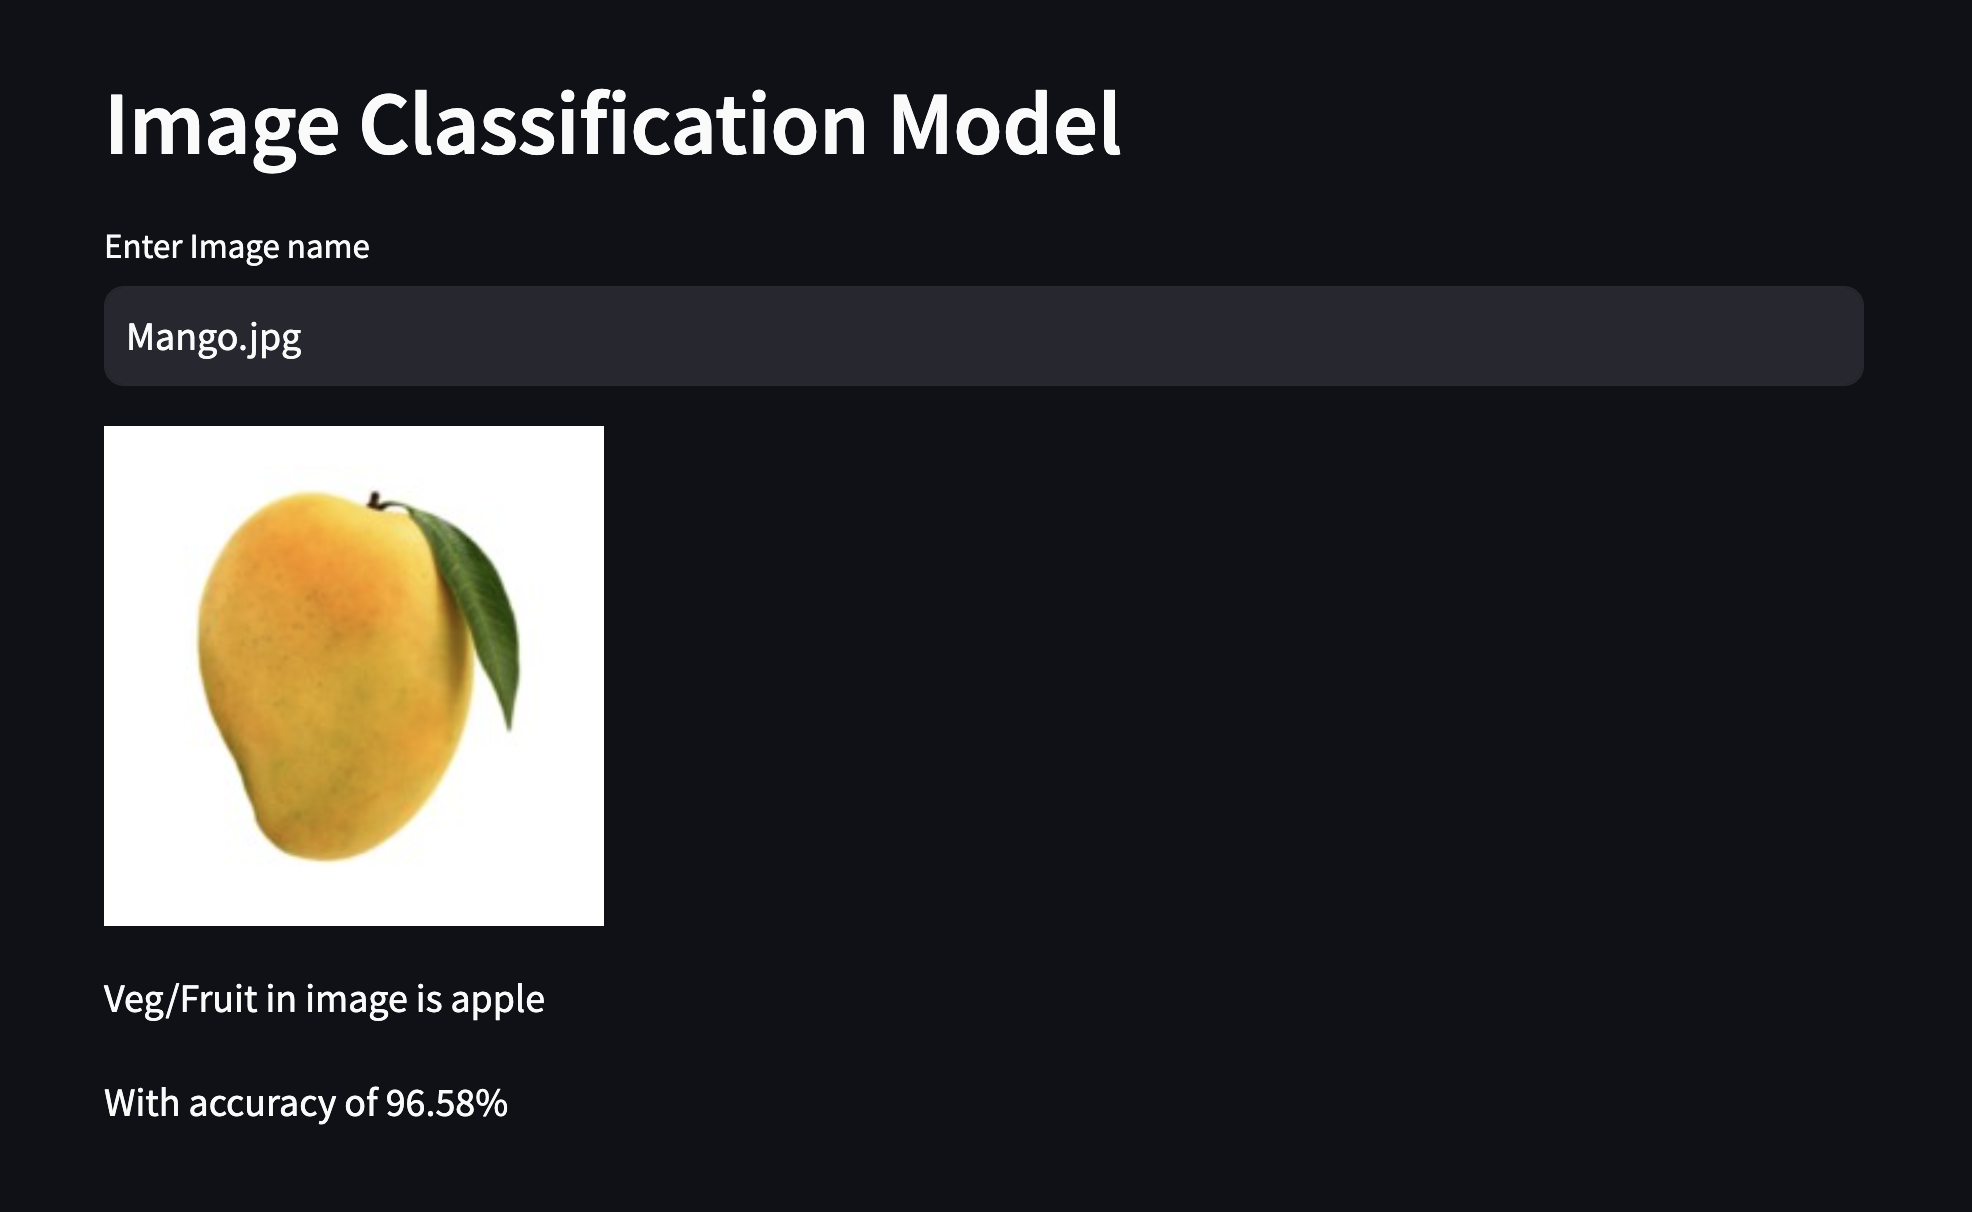 Image Classification Model
Enter Image name
Mango.jpg
Veg/Fruit in image is apple
With accuracy of 96.58%